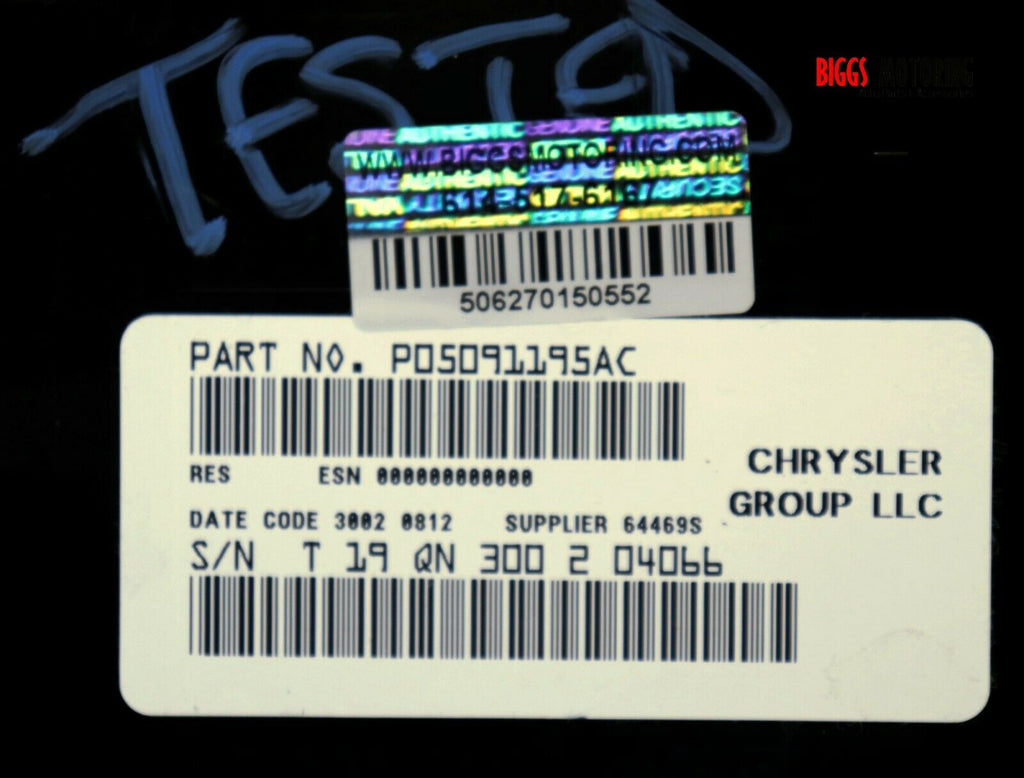 TESTED
BIGGS MOTORING
WWW.BIGGSMOTORING.COM
506270150552
PART NO. P05091195AC
RES ESN 000000000000
CHRYSLER
GROUP LLC
DATE CODE 3002 0812 SUPPLIER 64469S
S/N T 19 QN 300 2 04066